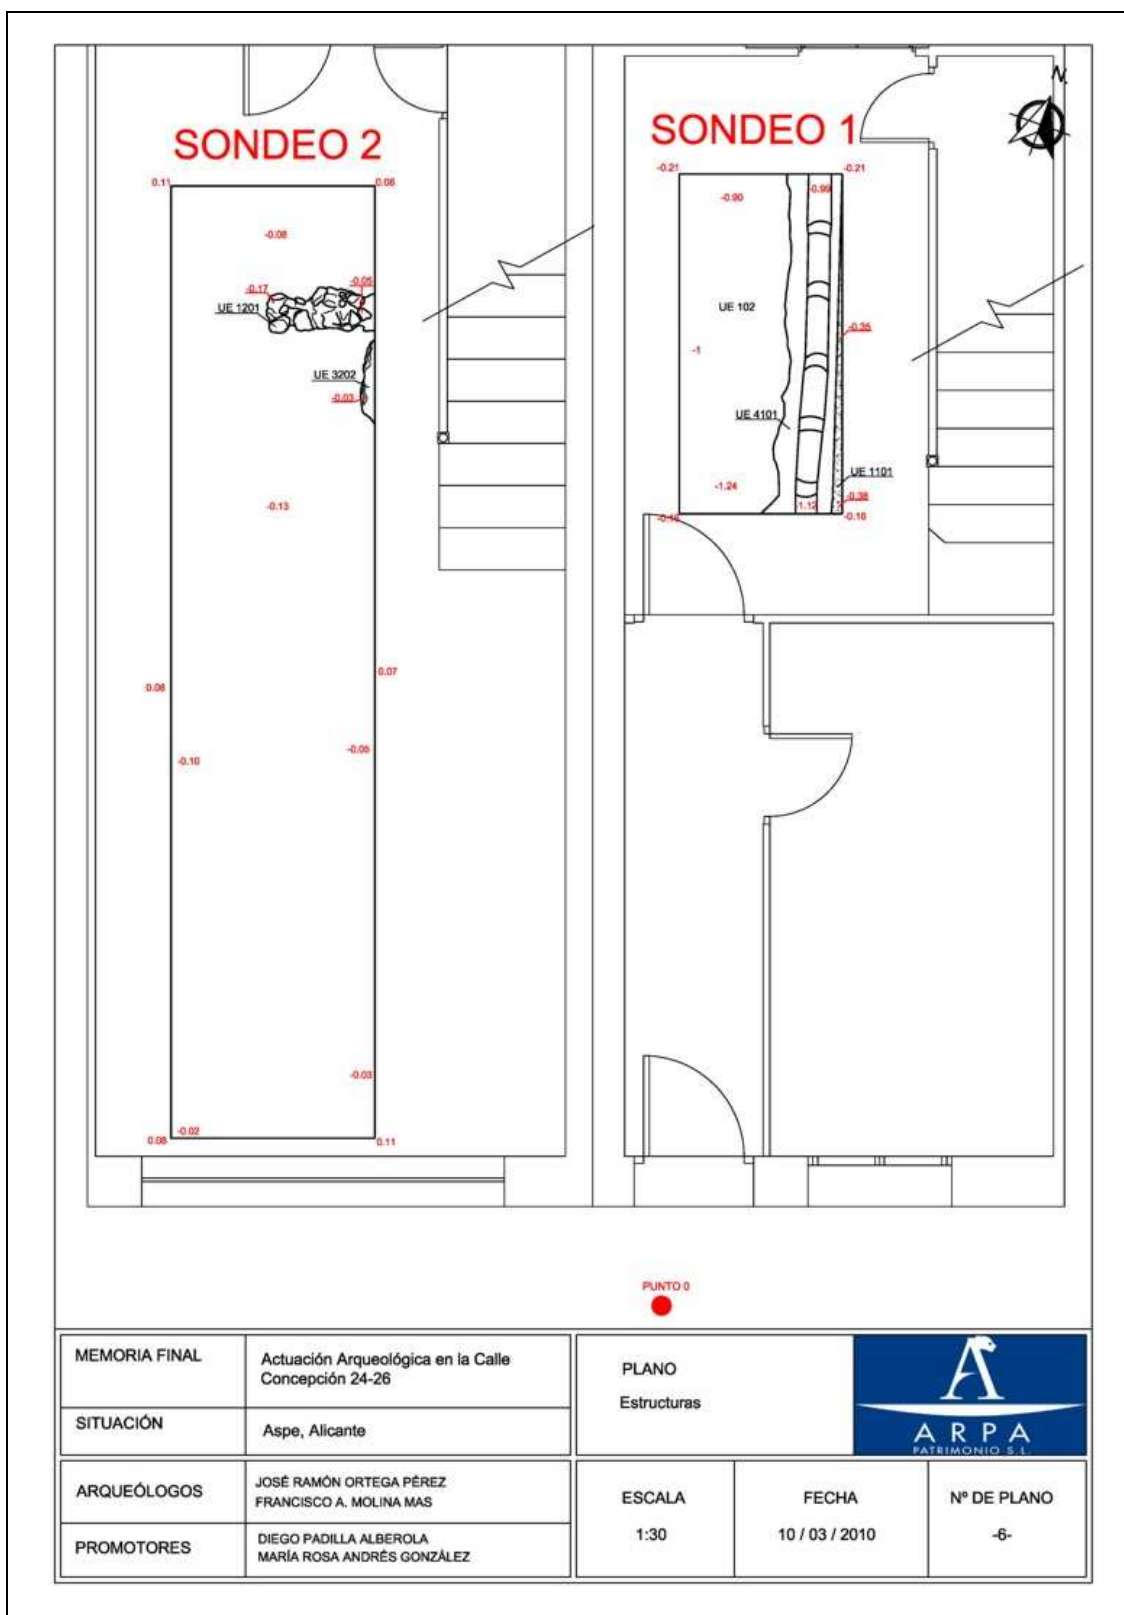 N.
SONDEO 2
0.11
0.08
-0.08
-0.17
-0.05
UE 1201
UE 3202
-0.03
-0.13
0.08
0.07
-0.10
-0.05
-0.03
0.08
-0.02
0.11
SONDEO 1
-0.21
-0.21
-0.90
-0.99
UE 102
-0.35
-1
UE 4101
UE 1101
-1.24
-0.38
-1.12
-0.16
PUNTO 0
MEMORIA FINAL
Actuación Arqueológica en la Calle
Concepción 24-26
SITUACIÓN
Aspe, Alicante
ARQUEÓLOGOS
JOSÉ RAMÓN ORTEGA PÉREZ
FRANCISCO A. MOLINA MAS
PROMOTORES
DIEGO PADILLA ALBEROLA
MARÍA ROSA ANDRÉS GONZÁLEZ
PLANO
Estructuras
A
ARPA
PATRIMONIO S.L.
ESCALA
1:30
FECHA
10 / 03 / 2010
Nº DE PLANO
-6-